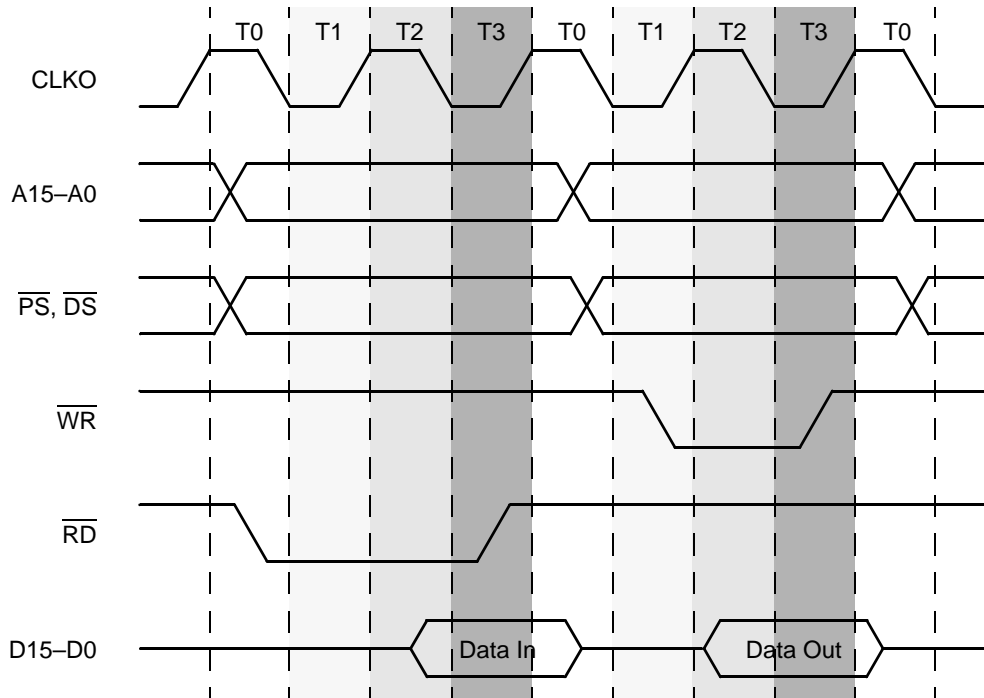 T0 T1 T2 T3 T0 T1 T2 T3 T0
CLKO
A15–A0
PS, DS
WR
RD
D15–D0 Data In Data Out